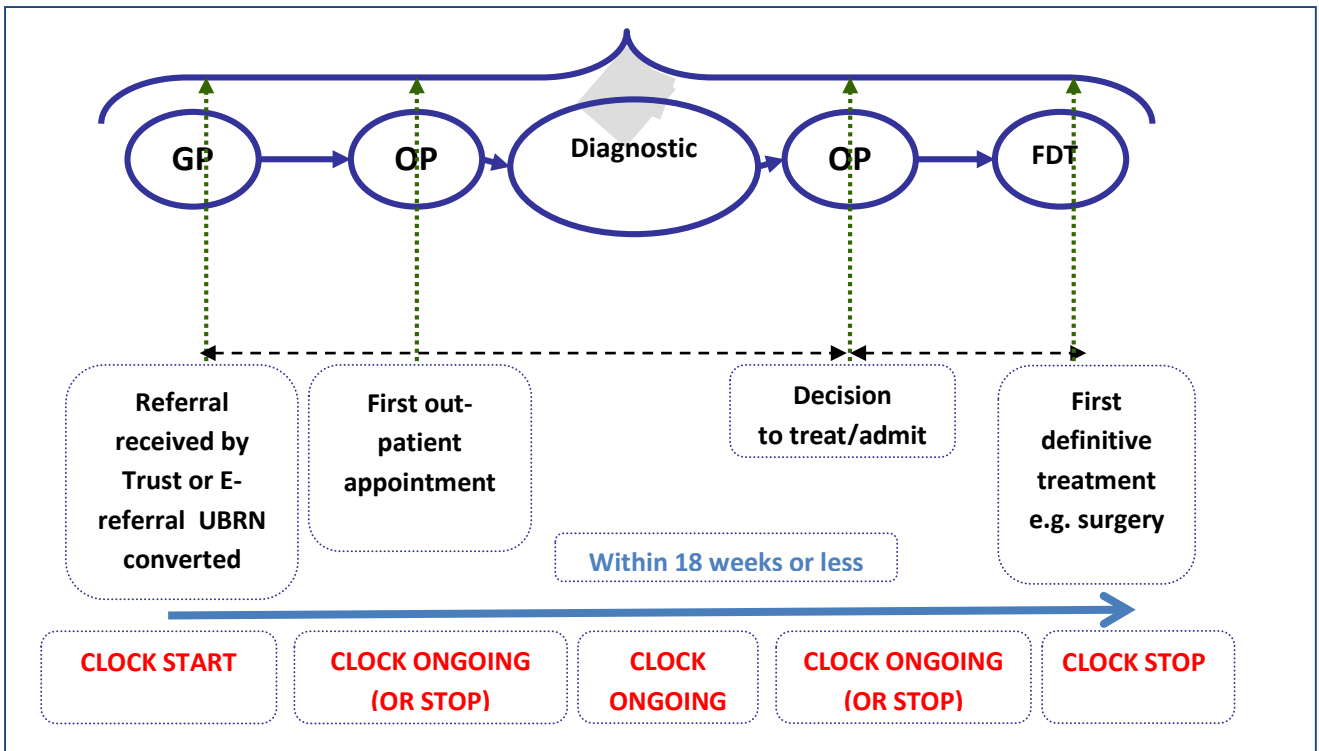 GP
OP
Diagnostic
OP
FDT
Referral
received by
Trust or E-
referral UBRN
converted
First out-
patient
appointment
Decision
to treat/admit
First
definitive
treatment
e.g. surgery
Within 18 weeks or less
CLOCK START
CLOCK ONGOING
(OR STOP)
CLOCK
ONGOING
CLOCK ONGOING
(OR STOP)
CLOCK STOP